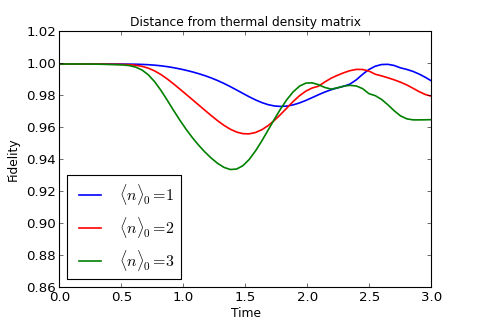 Distance from thermal density matrix
1.02
1.00
0.98
0.96
0.94
0.92
0.90
0.88
0.86
Fidelity
⟨n⟩₀=1
⟨n⟩₀=2
⟨n⟩₀=3
0.0 0.5 1.0 1.5 2.0 2.5 3.0
Time